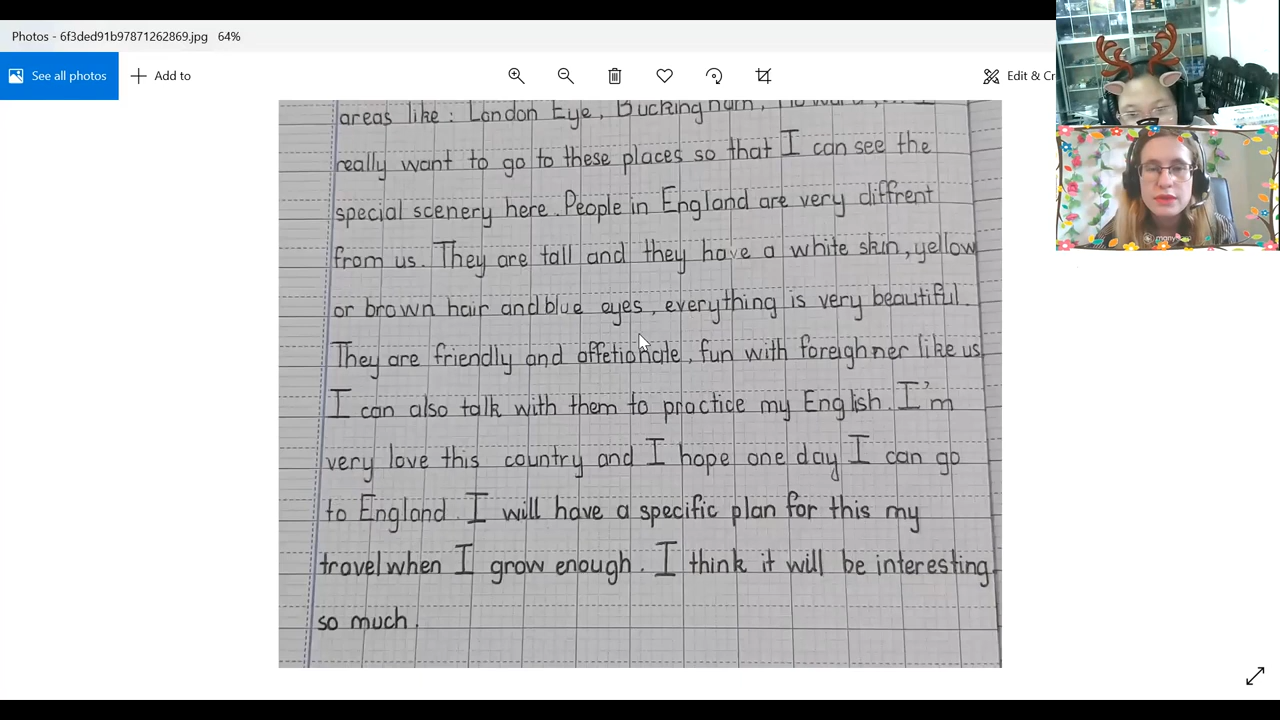 Photos - 6f3ded91b97871262869.jpg 64%
See all photos
Add to
Edit & Cr
areas like : London Eye, Buckingham,
really want to go to these places so that I can see the
special scenery here. People in England are very diffrent
from us. They are tall and they have a white skin, yellow
or brown hair and blue eyes, everything is very beautiful.
They are friendly and affetionate, fun with foreighner like us
I can also talk with them to practice my English. I'm
very love this country and I hope one day I can go
to England. I will have a specific plan for this my
travel when I grow enough. I think it will be interesting
so much.
many